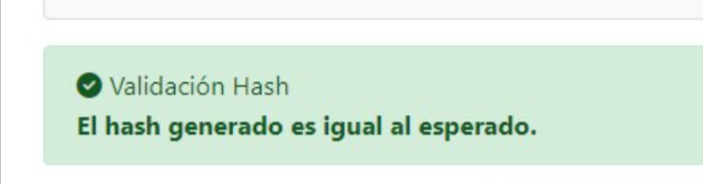 Validación Hash
El hash generado es igual al esperado.